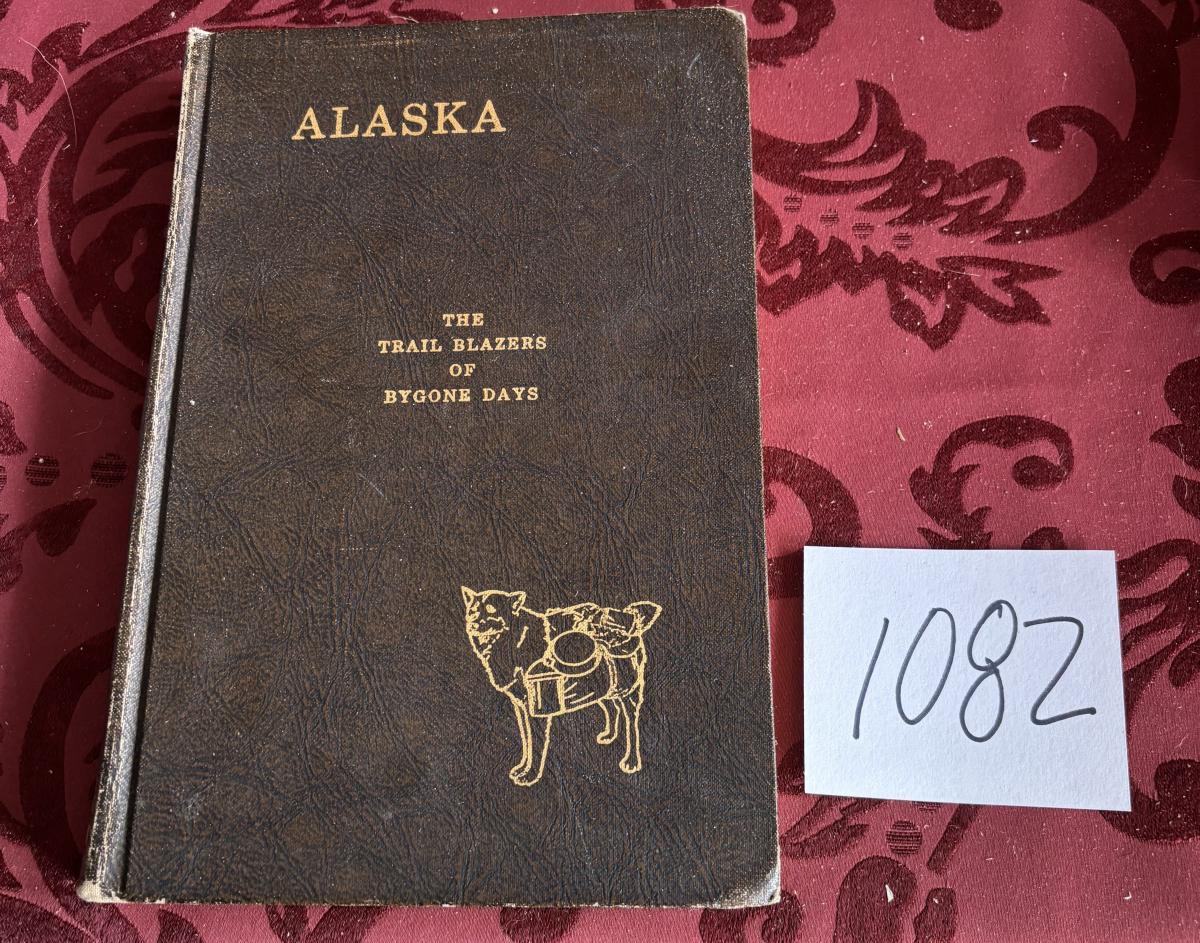 ALASKA
THE
TRAIL BLAZERS
OF
BYGONE DAYS
1082